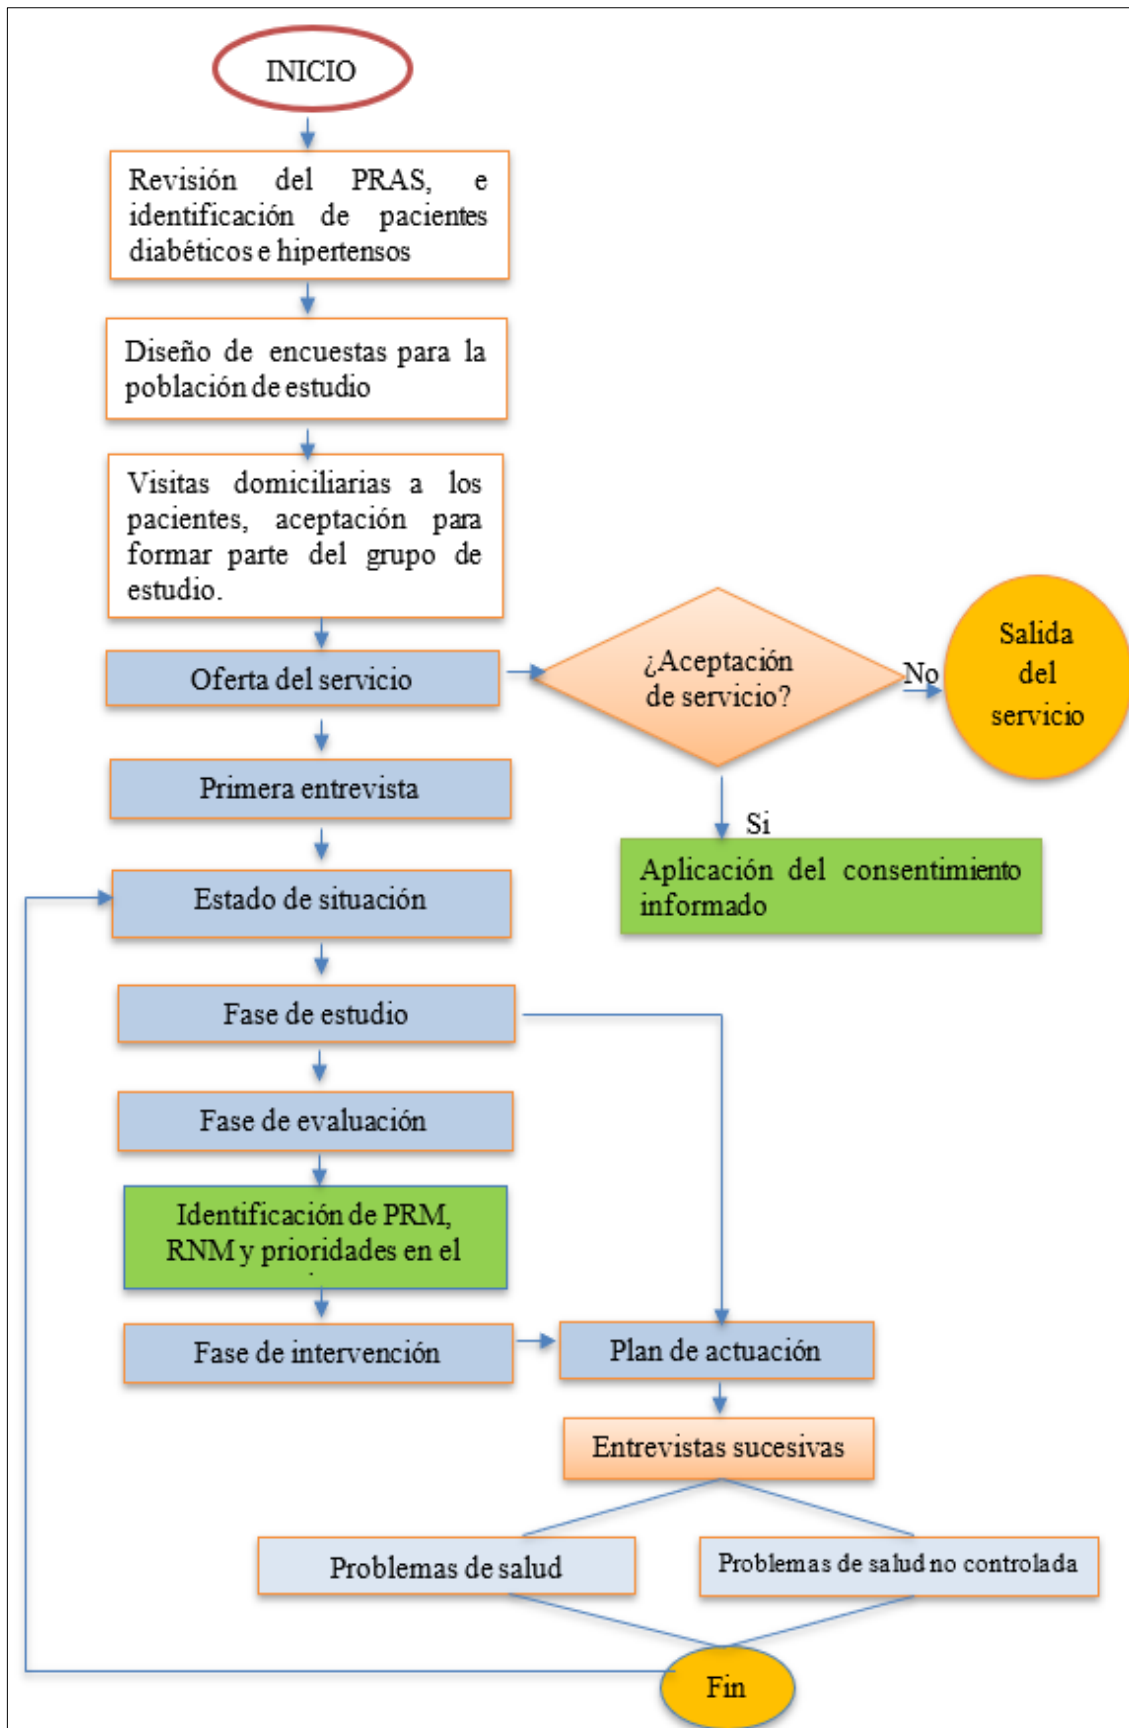 INICIO
Revisión del PRAS, e
identificación de pacientes
diabéticos e hipertensos
Diseño de encuestas para la
población de estudio
Visitas domiciliarias a los
pacientes, aceptación para
formar parte del grupo de
estudio.
Oferta del servicio
¿Aceptación
de servicio?
No
Salida
del
servicio
Si
Aplicación del consentimiento
informado
Primera entrevista
Estado de situación
Fase de estudio
Fase de evaluación
Identificación de PRM,
RNM y prioridades en el
Fase de intervención
Plan de actuación
Entrevistas sucesivas
Problemas de salud
Problemas de salud no controlada
Fin